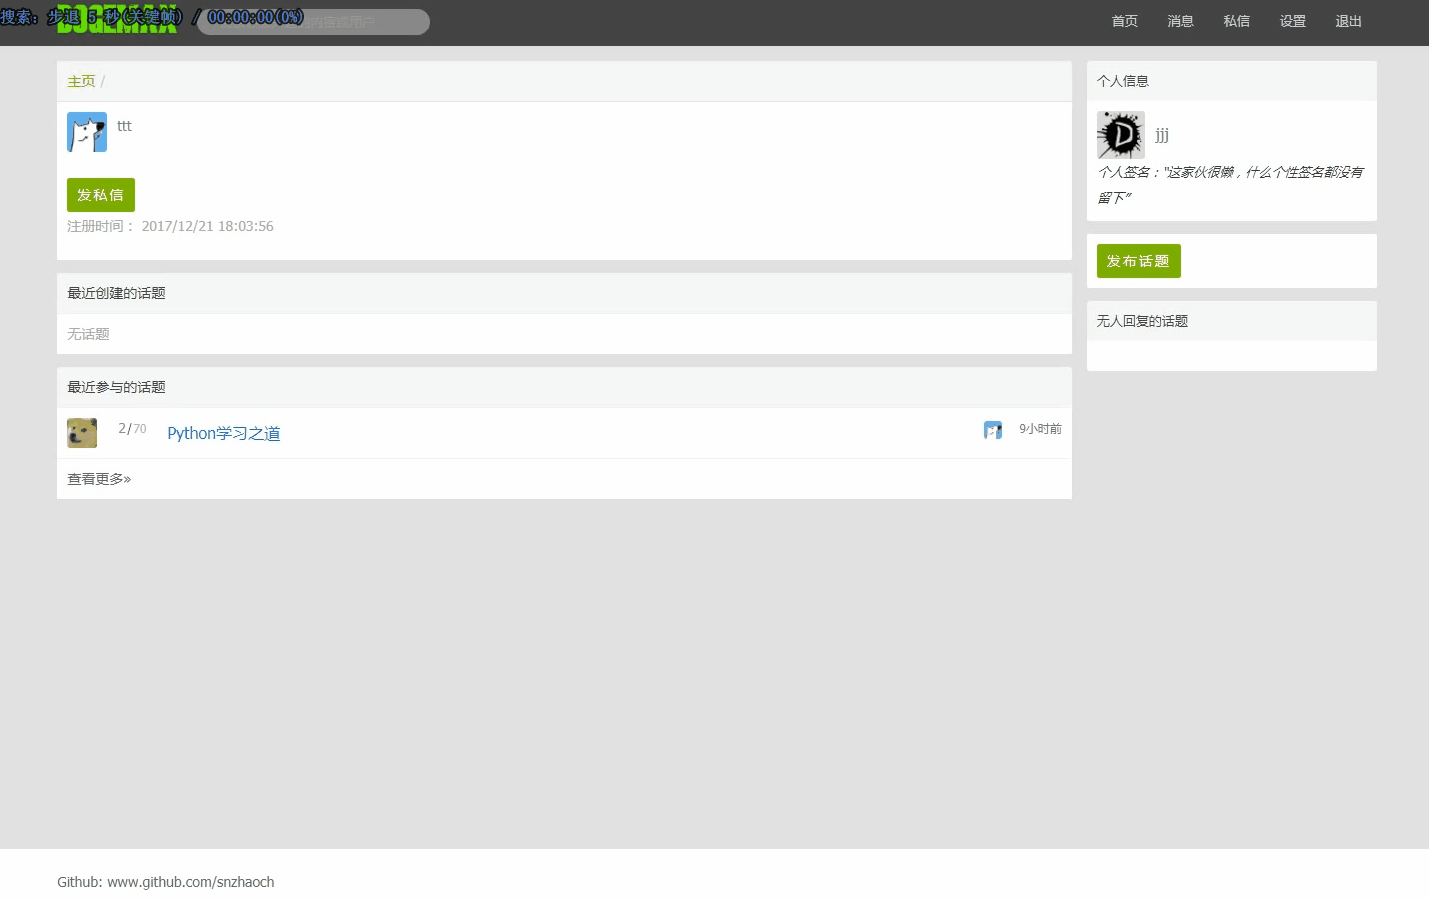 搜索：步退 5 秒(关键帧) / 00:00:00(0%)
DOGEMAX
首页 消息 私信 设置 退出
主页 /
ttt
发私信
注册时间： 2017/12/21 18:03:56
最近创建的话题
无话题
最近参与的话题
2/70 Python学习之道 9小时前
查看更多»
个人信息
jjj
个人签名："这家伙很懒，什么个性签名都没有
留下"
发布话题
无人回复的话题
Github: www.github.com/snzhaoch